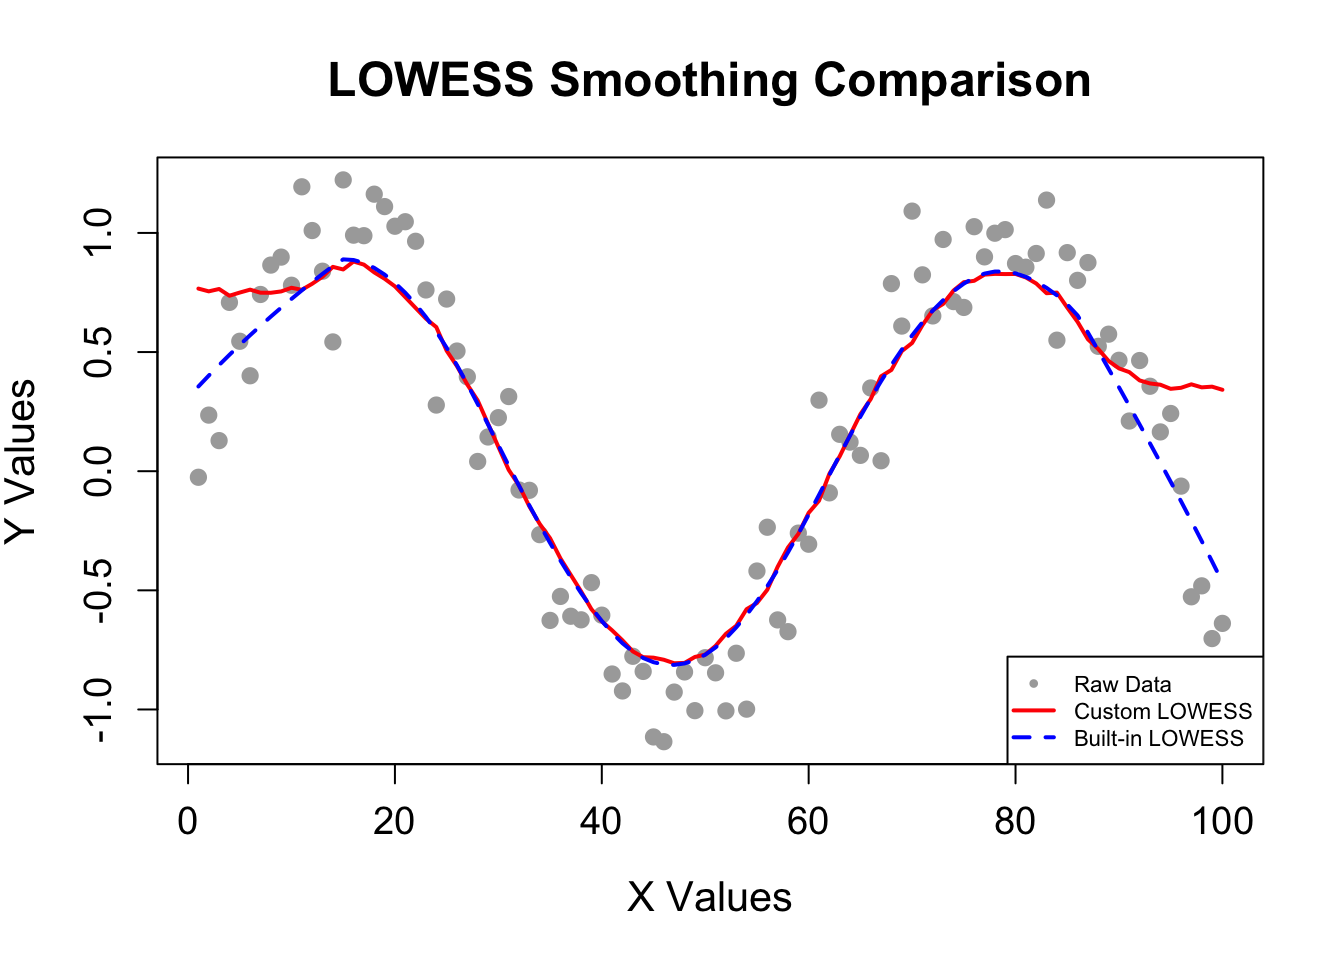 LOWESS Smoothing Comparison
Y Values
1.0
0.5
0.0
-0.5
-1.0
Raw Data
Custom LOWESS
Built-in LOWESS
0 20 40 60 80 100
X Values